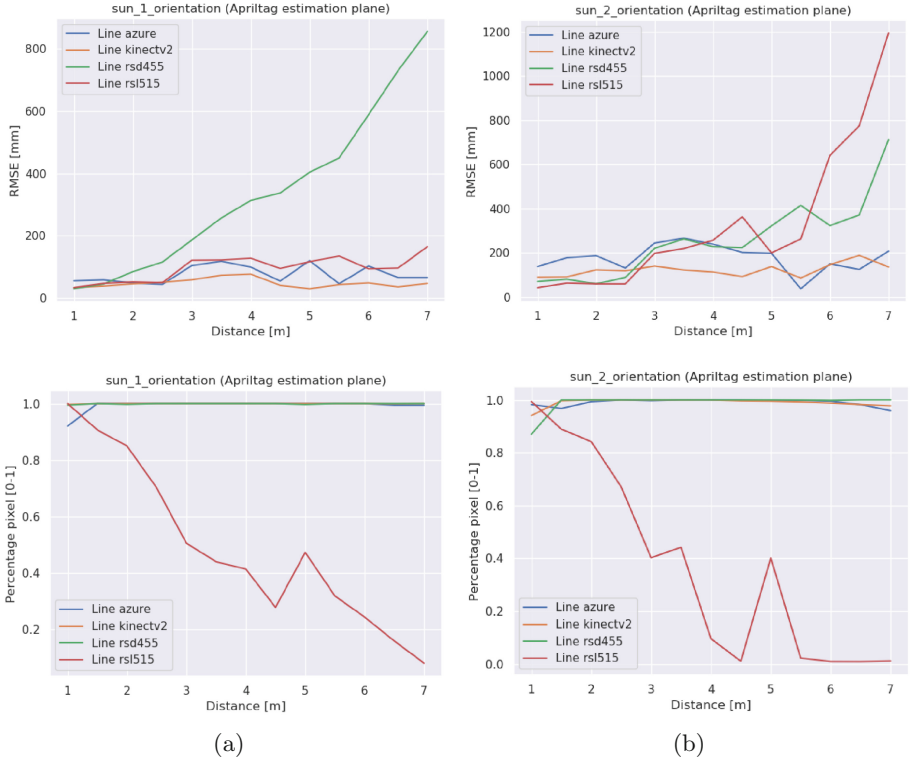 sun_1_orientation (Apriltag estimation plane)
Line azure
Line kinectv2
Line rsd455
Line rsl515
RMSE [mm]
800
600
400
200
0
1 2 3 4 5 6 7
Distance [m]
sun_2_orientation (Apriltag estimation plane)
Line azure
Line kinectv2
Line rsd455
Line rsl515
RMSE [mm]
1200
1000
800
600
400
200
0
1 2 3 4 5 6 7
Distance [m]
sun_1_orientation (Apriltag estimation plane)
Percentage pixel [0-1]
1.0
0.8
0.6
0.4
0.2
Line azure
Line kinectv2
Line rsd455
Line rsl515
1 2 3 4 5 6 7
Distance [m]
(a)
sun_2_orientation (Apriltag estimation plane)
Percentage pixel [0-1]
1.0
0.8
0.6
0.4
0.2
0.0
Line azure
Line kinectv2
Line rsd455
Line rsl515
1 2 3 4 5 6 7
Distance [m]
(b)